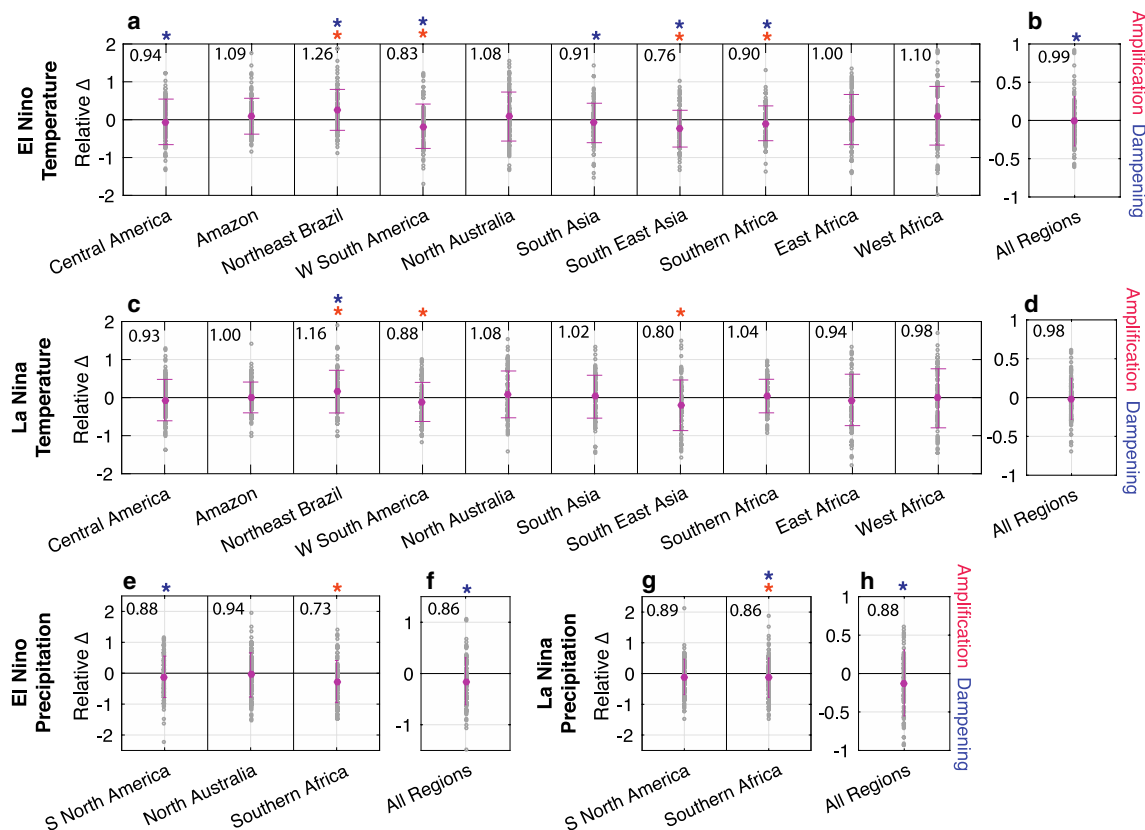 a
b
El Nino
Temperature
Relative Δ
2
1
0
-1
-2
0.94
1.09
1.26
0.83
1.08
0.91
0.76
0.90
1.00
1.10
*
*
*
*
*
*
*
*
*
*
1
0.5
0
-0.5
-1
0.99
*
Amplification
Dampening
Central America
Amazon
Northeast Brazil
W South America
North Australia
South Asia
South East Asia
Southern Africa
East Africa
West Africa
All Regions
c
d
La Nina
Temperature
Relative Δ
2
1
0
-1
-2
0.93
1.00
1.16
0.88
1.08
1.02
0.80
1.04
0.94
0.98
*
*
*
*
1
0.5
0
-0.5
-1
0.98
Amplification
Dampening
Central America
Amazon
Northeast Brazil
W South America
North Australia
South Asia
South East Asia
Southern Africa
East Africa
West Africa
All Regions
e
f
g
h
El Nino
Precipitation
Relative Δ
2
1
0
-1
-2
0.88
0.94
0.73
*
*
1
0
-1
0.86
*
La Nina
Precipitation
Relative Δ
2
1
0
-1
-2
0.89
0.86
*
*
1
0.5
0
-0.5
-1
0.88
*
Amplification
Dampening
S North America
North Australia
Southern Africa
All Regions
S North America
Southern Africa
All Regions